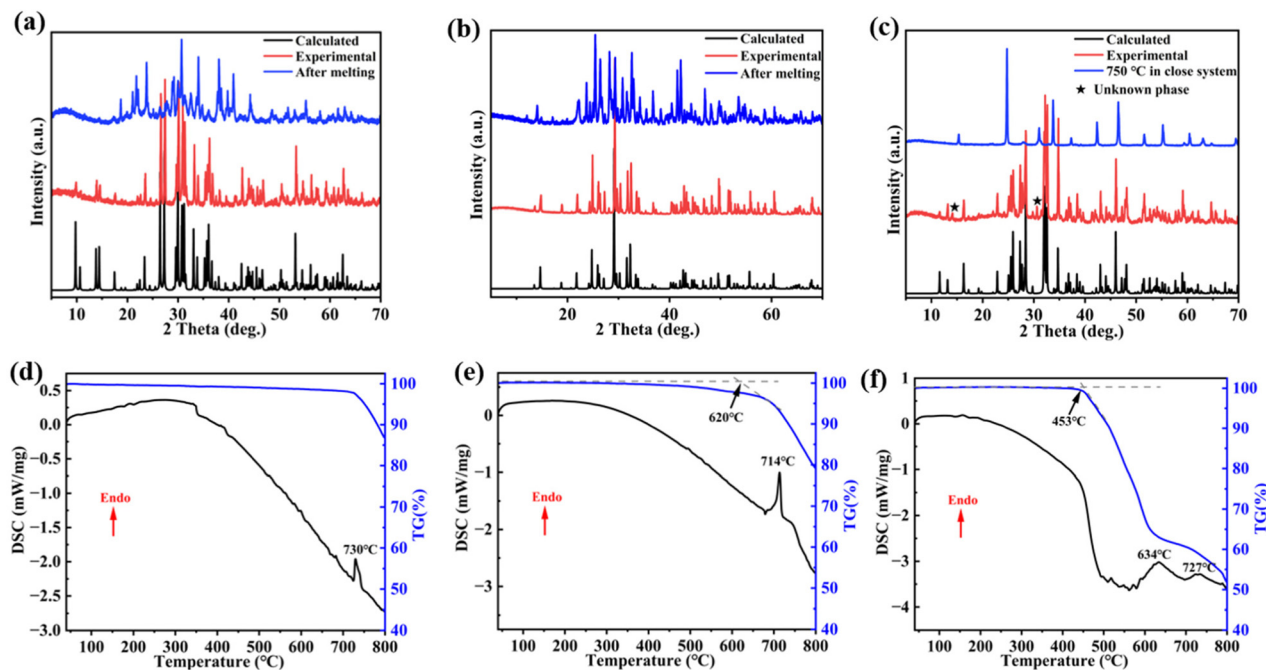 (a)
Calculated
Experimental
After melting
Intensity (a.u.)
10 20 30 40 50 60 70
2 Theta (deg.)
(b)
Calculated
Experimental
After melting
Intensity (a.u.)
20 40 60
2 Theta (deg.)
(c)
Calculated
Experimental
750 °C in close system
★ Unknown phase
★
★
Intensity (a.u.)
10 20 30 40 50 60 70
2 Theta (deg.)
(d)
0.5
0.0
−0.5
−1.0
−1.5
−2.0
−2.5
−3.0
DSC (mW/mg)
Endo
730°C
100
90
80
70
60
50
40
TG(%)
100 200 300 400 500 600 700 800
Temperature (°C)
(e)
0
−1
−2
−3
DSC (mW/mg)
Endo
620°C
714°C
100
90
80
70
60
50
40
TG(%)
100 200 300 400 500 600 700 800
Temperature (°C)
(f)
1
0
−1
−2
−3
−4
DSC (mW/mg)
Endo
453°C
634°C
727°C
100
90
80
70
60
50
40
TG(%)
100 200 300 400 500 600 700 800
Temperature (°C)